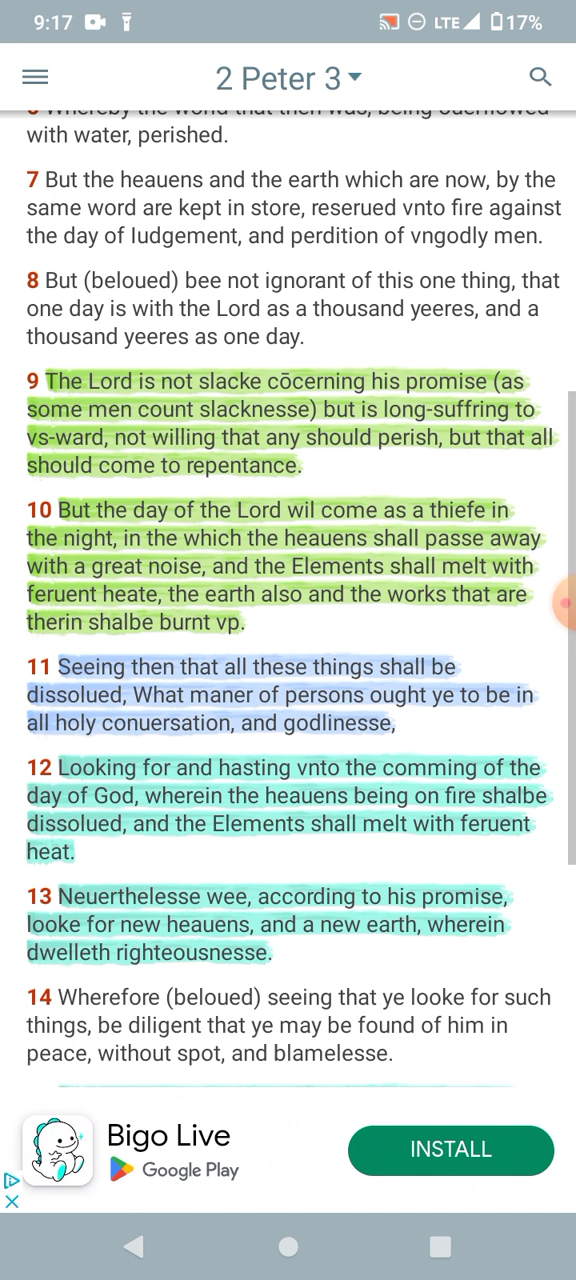 9:17
LTE 17%
2 Peter 3
6 Whereby the world that then was, being ouerflowed
with water, perished.
7 But the heauens and the earth which are now, by the
same word are kept in store, reserued vnto fire against
the day of Iudgement, and perdition of vngodly men.
8 But (beloued) bee not ignorant of this one thing, that
one day is with the Lord as a thousand yeeres, and a
thousand yeeres as one day.
9 The Lord is not slacke cōcerning his promise (as
some men count slacknesse) but is long-suffring to
vs-ward, not willing that any should perish, but that all
should come to repentance.
10 But the day of the Lord wil come as a thiefe in
the night, in the which the heauens shall passe away
with a great noise, and the Elements shall melt with
feruent heate, the earth also and the works that are
therin shalbe burnt vp.
11 Seeing then that all these things shall be
dissolued, What maner of persons ought ye to be in
all holy conuersation, and godlinesse,
12 Looking for and hasting vnto the comming of the
day of God, wherein the heauens being on fire shalbe
dissolued, and the Elements shall melt with feruent
heat.
13 Neuerthelesse wee, according to his promise,
looke for new heauens, and a new earth, wherein
dwelleth righteousnesse.
14 Wherefore (beloued) seeing that ye looke for such
things, be diligent that ye may be found of him in
peace, without spot, and blamelesse.
Bigo Live
Google Play
INSTALL